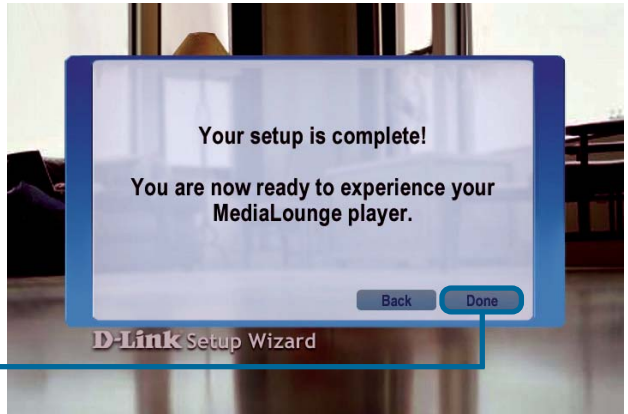 Your setup is complete!
You are now ready to experience your
MediaLounge player.
Back
Done
D-Link Setup Wizard